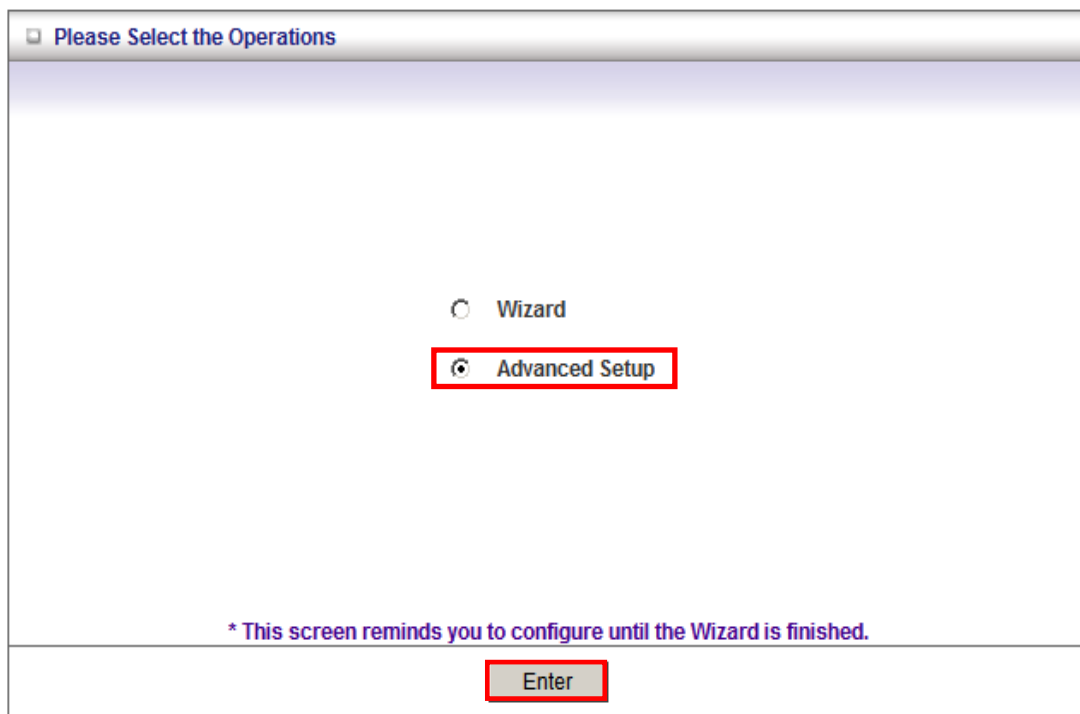 Please Select the Operations
Wizard
Advanced Setup
* This screen reminds you to configure until the Wizard is finished.
Enter